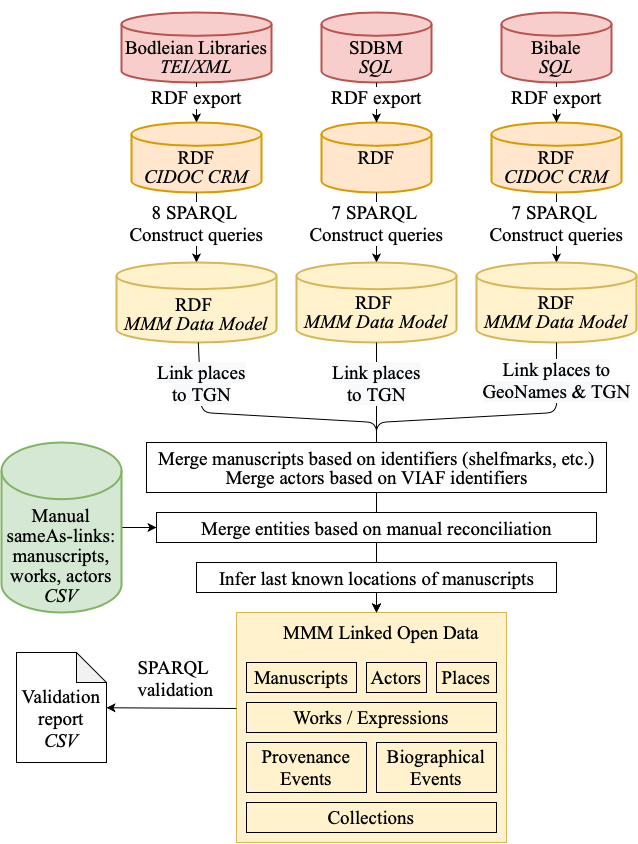 Bodleian Libraries
TEI/XML
SDBM
SQL
Bibale
SQL
RDF export
RDF export
RDF export
RDF
CIDOC CRM
RDF
RDF
CIDOC CRM
8 SPARQL
Construct queries
7 SPARQL
Construct queries
7 SPARQL
Construct queries
RDF
MMM Data Model
RDF
MMM Data Model
RDF
MMM Data Model
Link places
to TGN
Link places
to TGN
Link places to
GeoNames & TGN
Merge manuscripts based on identifiers (shelfmarks, etc.)
Merge actors based on VIAF identifiers
Manual
sameAs-links:
manuscripts,
works, actors
CSV
Merge entities based on manual reconciliation
Infer last known locations of manuscripts
MMM Linked Open Data
Manuscripts
Actors
Places
Works / Expressions
Provenance
Events
Biographical
Events
Collections
SPARQL
validation
Validation
report
CSV